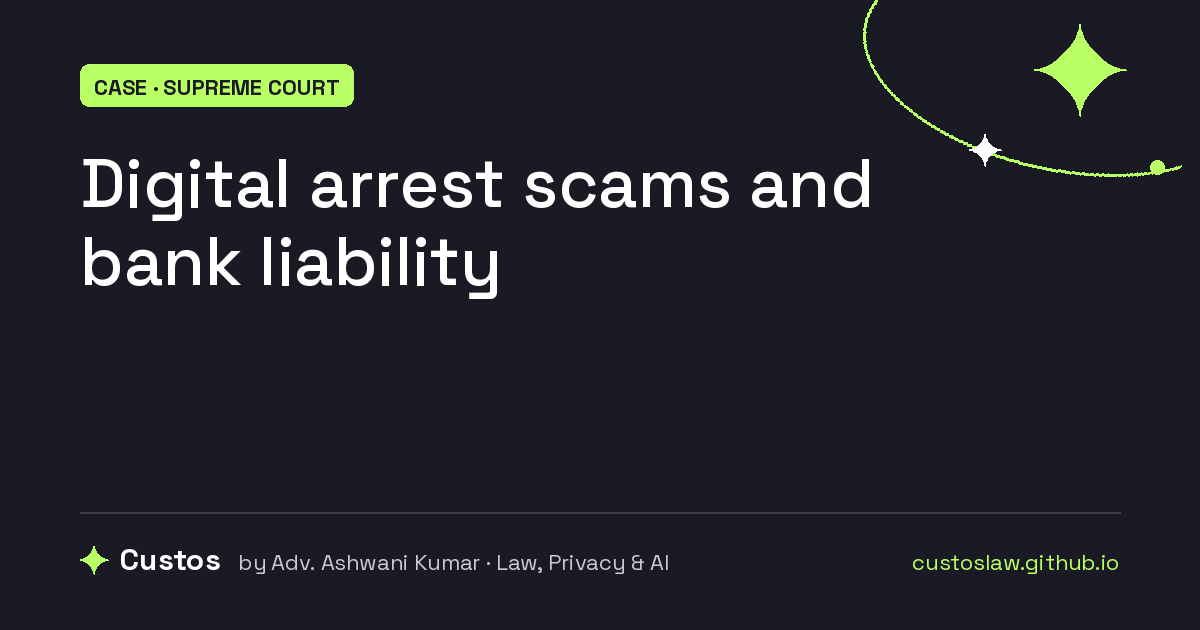 CASE · SUPREME COURT
Digital arrest scams and
bank liability
Custos by Adv. Ashwani Kumar · Law, Privacy & AI
custoslaw.github.io